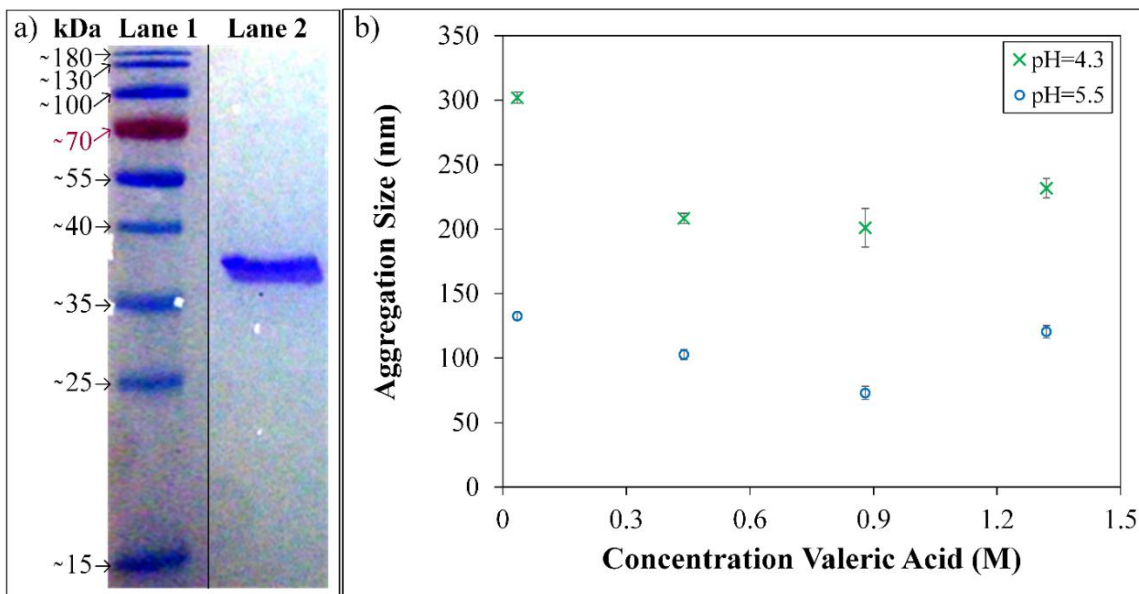 a) kDa Lane 1 Lane 2
~180
~130
~100
~70
~55
~40
~35
~25
~15
b)
350
300
250
200
150
100
50
0
Aggregation Size (nm)
pH=4.3
pH=5.5
0 0.3 0.6 0.9 1.2 1.5
Concentration Valeric Acid (M)